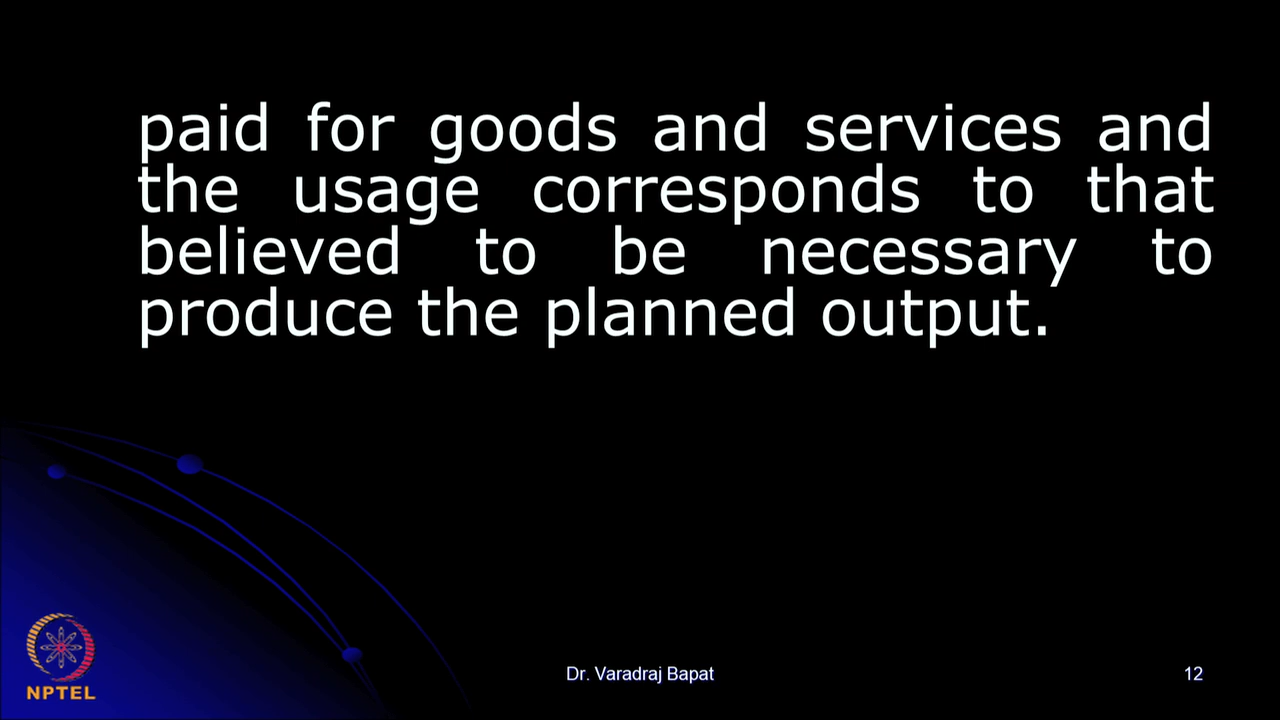 paid for goods and services and
the usage corresponds to that
believed to be necessary to
produce the planned output.
NPTEL
Dr. Varadraj Bapat
12